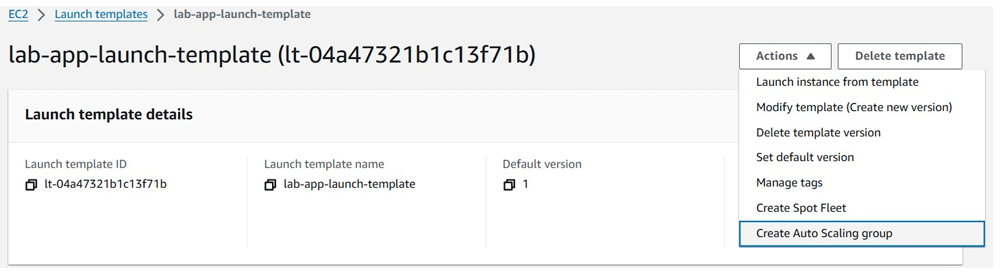 EC2 > Launch templates > lab-app-launch-template
lab-app-launch-template (lt-04a47321b1c13f71b)
Actions ▲
Delete template
Launch instance from template
Modify template (Create new version)
Delete template version
Set default version
Manage tags
Create Spot Fleet
Create Auto Scaling group
Launch template details
Launch template ID
lt-04a47321b1c13f71b
Launch template name
lab-app-launch-template
Default version
1